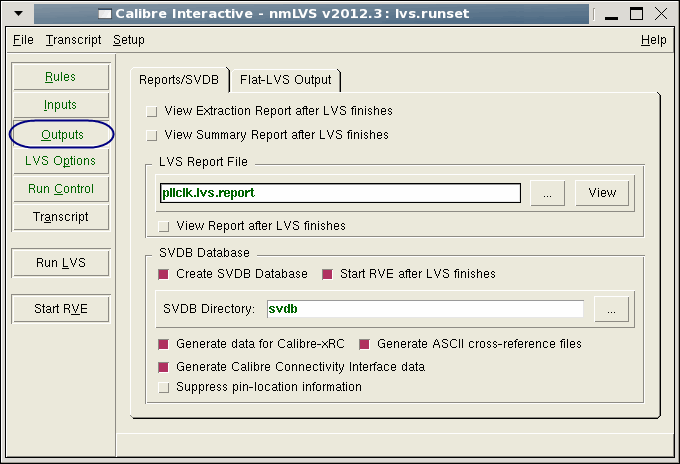 Calibre Interactive - nmLVS v2012.3 : lvs.runset
File Transcript Setup Help
Rules
Inputs
Outputs
LVS Options
Run Control
Transcript
Run LVS
Start RVE
Reports/SVDB Flat-LVS Output
View Extraction Report after LVS finishes
View Summary Report after LVS finishes
LVS Report File
pllclk.lvs.report ... View
View Report after LVS finishes
SVDB Database
Create SVDB Database Start RVE after LVS finishes
SVDB Directory: svdb ...
Generate data for Calibre-xRC Generate ASCII cross-reference files
Generate Calibre Connectivity Interface data
Suppress pin-location information